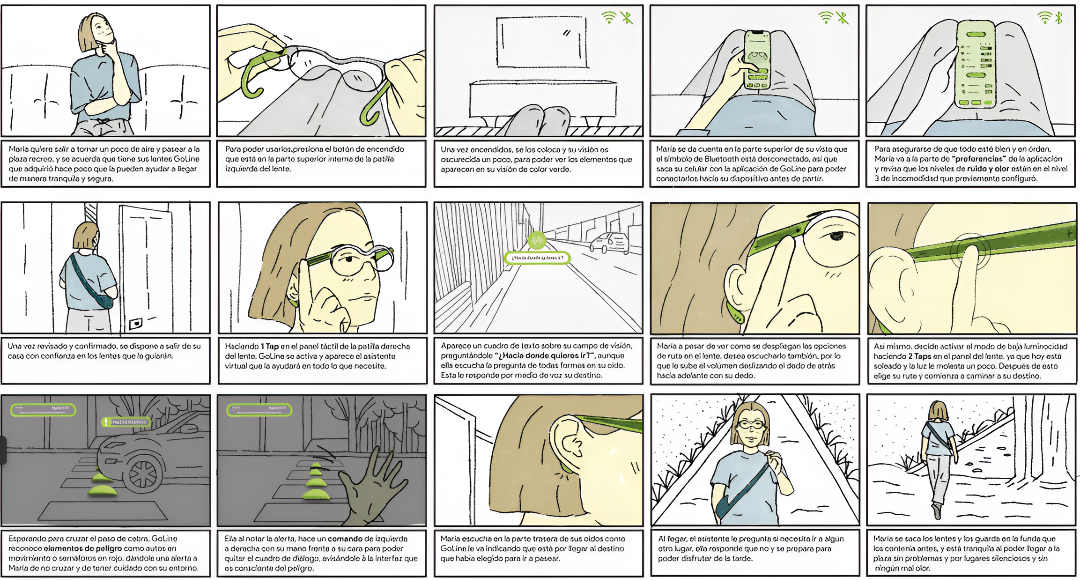 María quiere salir a tomar un poco de aire y pasear a la
plaza recreo, y se acuerda que tiene sus lentes GoLine
que adquirió hace poco que la pueden ayudar a llegar
de manera tranquila y segura.
Para poder usarlos,presiona el botón de encendido
que está en la parte superior interna de la patilla
izquierda del lente.
Una vez encendidos, se los coloca y su visión es
oscurecida un poco, para poder ver los elementos que
aparecen en su visión de color verde.
María se da cuenta en la parte superior de su vista que
el símbolo de Bluetooth está desconectado, así que
saca su celular con la aplicación de GoLine para poder
conectarlos hacia su dispositivo antes de partir.
Para asegurarse de que todo esté bien y en órden,
María va a la parte de "preferencias" de la aplicación
y revisa que los niveles de ruido y olor estén en el nivel
3 de incomodidad que previamente configuró.
Una vez revisado y confirmado, se dispone a salir de su
casa con confianza en los lentes que la guiarán.
Haciendo 1 Tap en el panel táctil de la patilla derecha
del lente, GoLine se activa y aparece el asistente
virtual que la ayudará en todo lo que necesite.
¿Hacia donde quieres ir?
Aparece un cuadro de texto sobre su campo de visión,
preguntándole "¿Hacia donde quieres ir?", aunque
ella escucha la pregunta de todas formas en su oído.
Esta le responde por medio de voz su destino.
María a pesar de ver como se despliegan las opciones
de ruta en el lente, desea escucharlo también, por lo
que le sube el volumen deslizando el dedo de atrás
hacia adelante con su dedo.
Así mismo, decide activar el modo de baja luminocidad
haciendo 2 Taps en el panel del lente, ya que hoy está
soleado y la luz le molesta un poco. Después de esto
elige su ruta y comienza a caminar a su destino.
Esperando para cruzar el paso de cebra, GoLine
reconoce elementos de peligro como autos en
movimiento o semáforos en rojo, dándole una alerta a
María de no cruzar y de tener cuidado con su entorno.
Ella al notar la alerta, hace un comando de izquierda
a derecha con su mano frente a su cara para poder
quitar el cuadro de diálogo, avisándole a la interfaz que
es consciente del peligro.
María escucha en la parte trasera de sus oídos como
GoLine le va indicando que está por llegar al destino
que había elegido para ir a pasear.
Al llegar, el asistente le pregunta si necesita ir a algún
otro lugar, ella responde que no y se prepara para
poder disfrutar de la tarde.
María se saca los lentes y los guarda en la funda que
los contenía antes, y está tranquila al poder llegar a la
plaza sin problemas y por lugares silenciosos y sin
ningún mal olor.